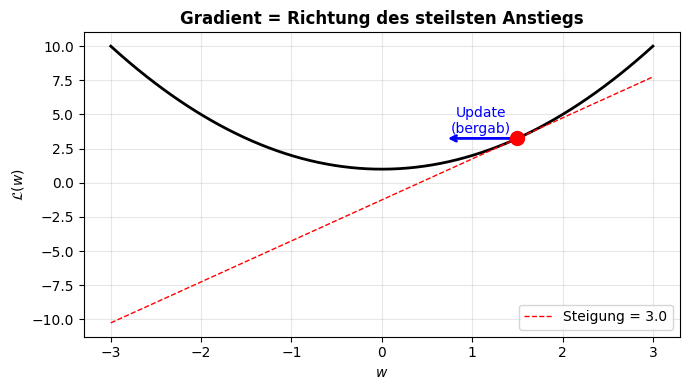 Gradient = Richtung des steilsten Anstiegs
10.0
7.5
5.0
2.5
0.0
−2.5
−5.0
−7.5
−10.0
ℒ(w)
Update
(bergab)
Steigung = 3.0
−3
−2
−1
0
1
2
3
w